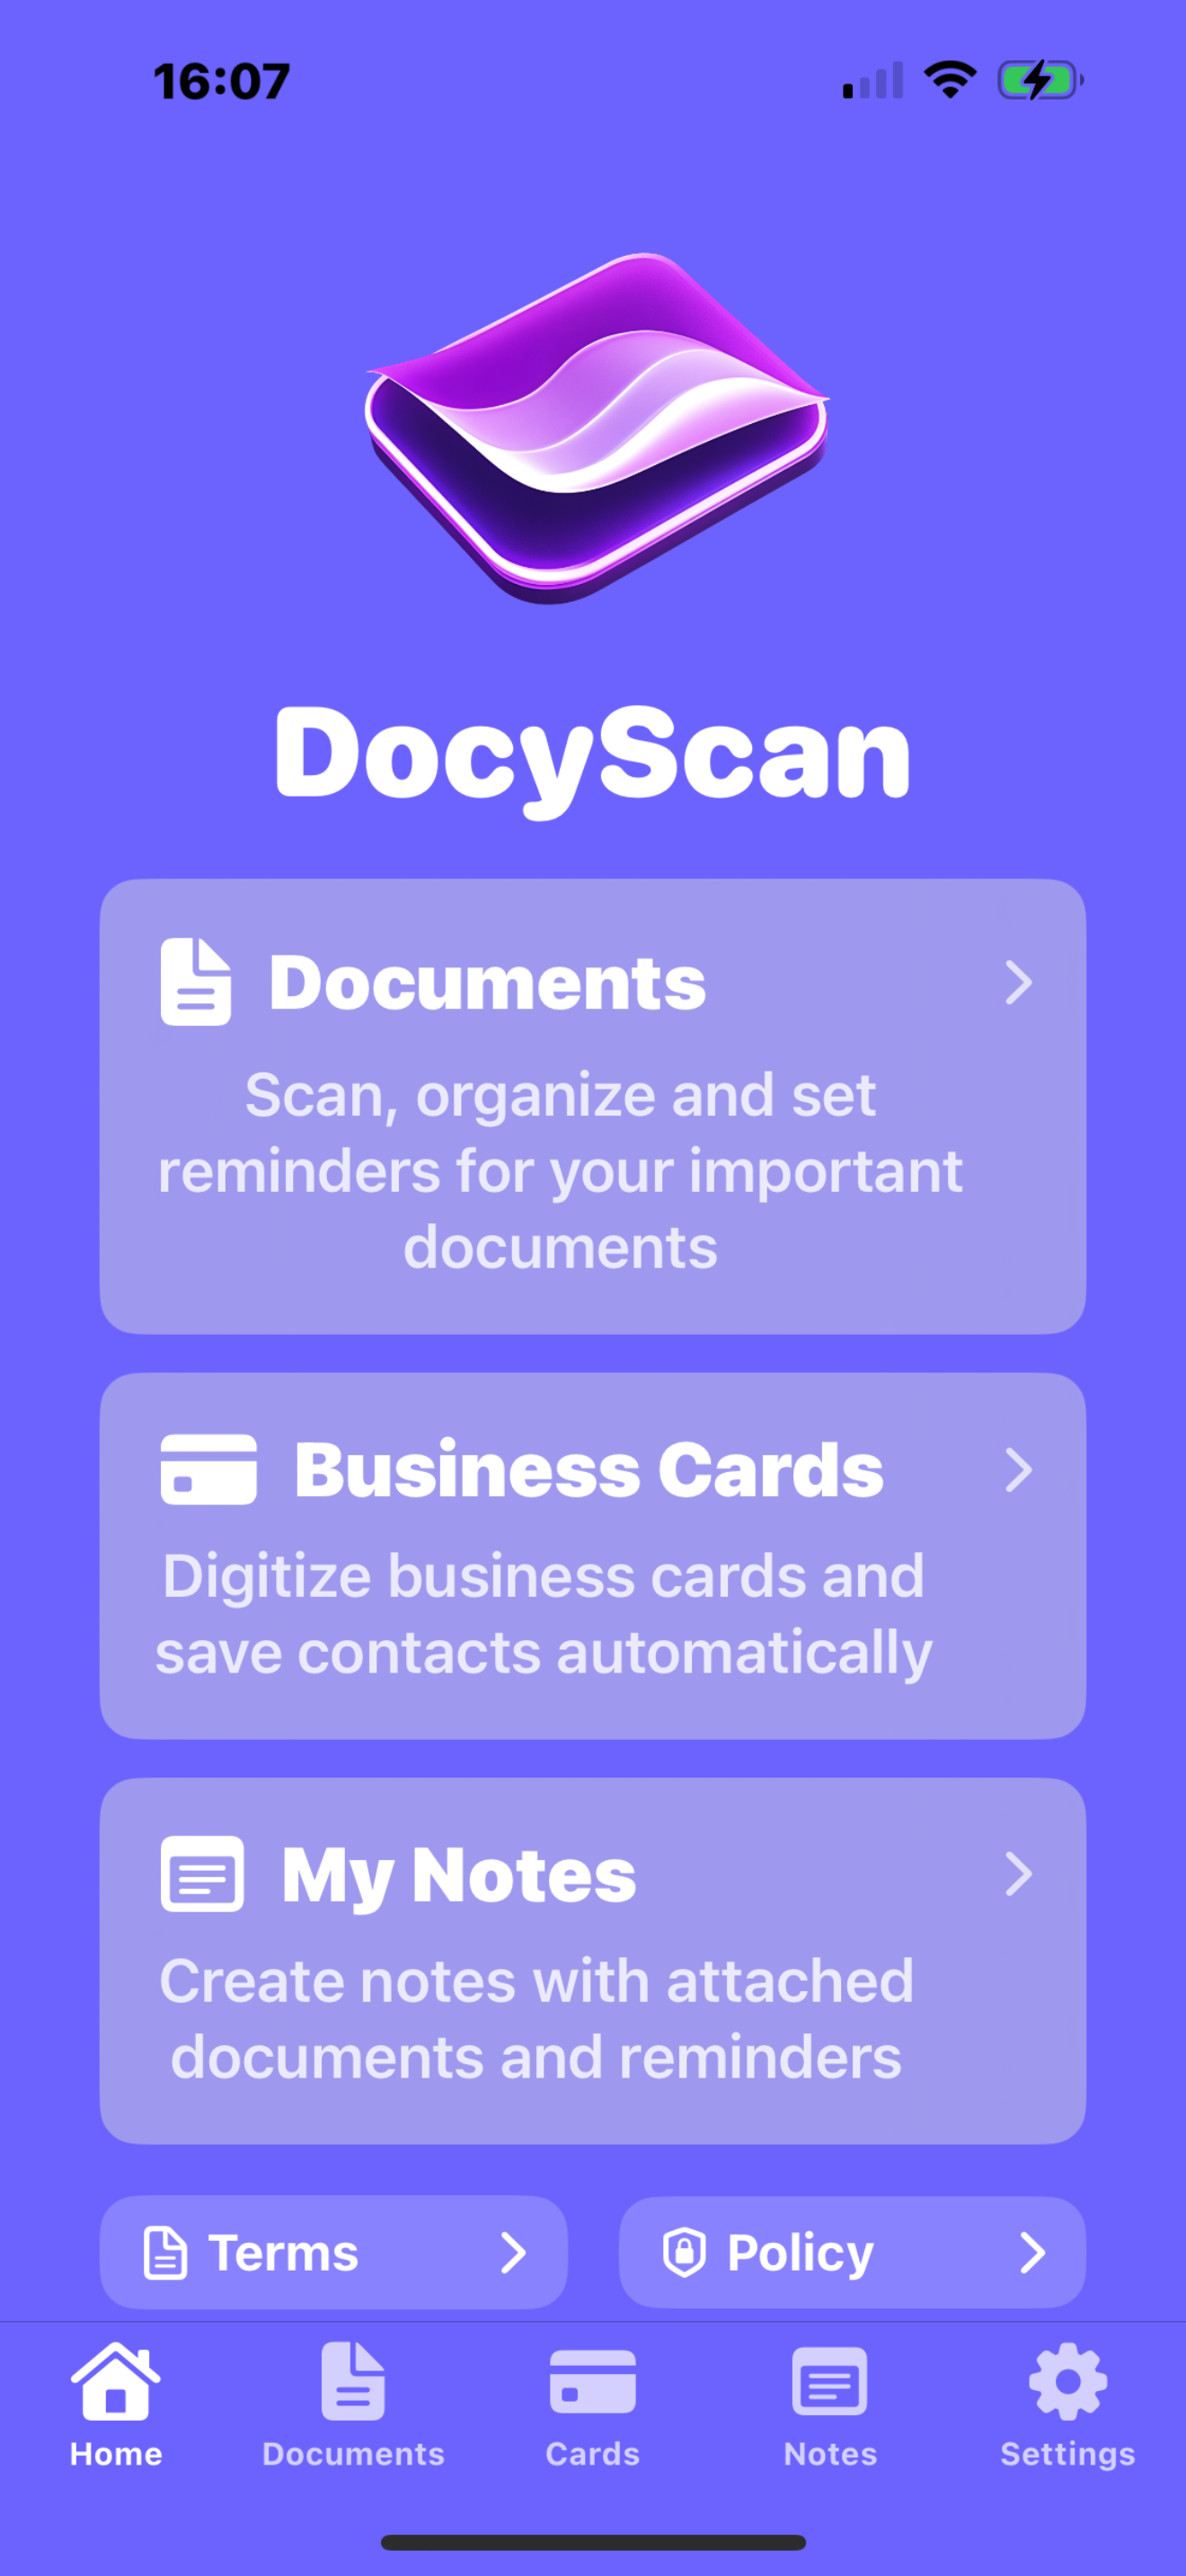 16:07
DocyScan
Documents
Scan, organize and set
reminders for your important
documents
Business Cards
Digitize business cards and
save contacts automatically
My Notes
Create notes with attached
documents and reminders
Terms
Policy
Home
Documents
Cards
Notes
Settings